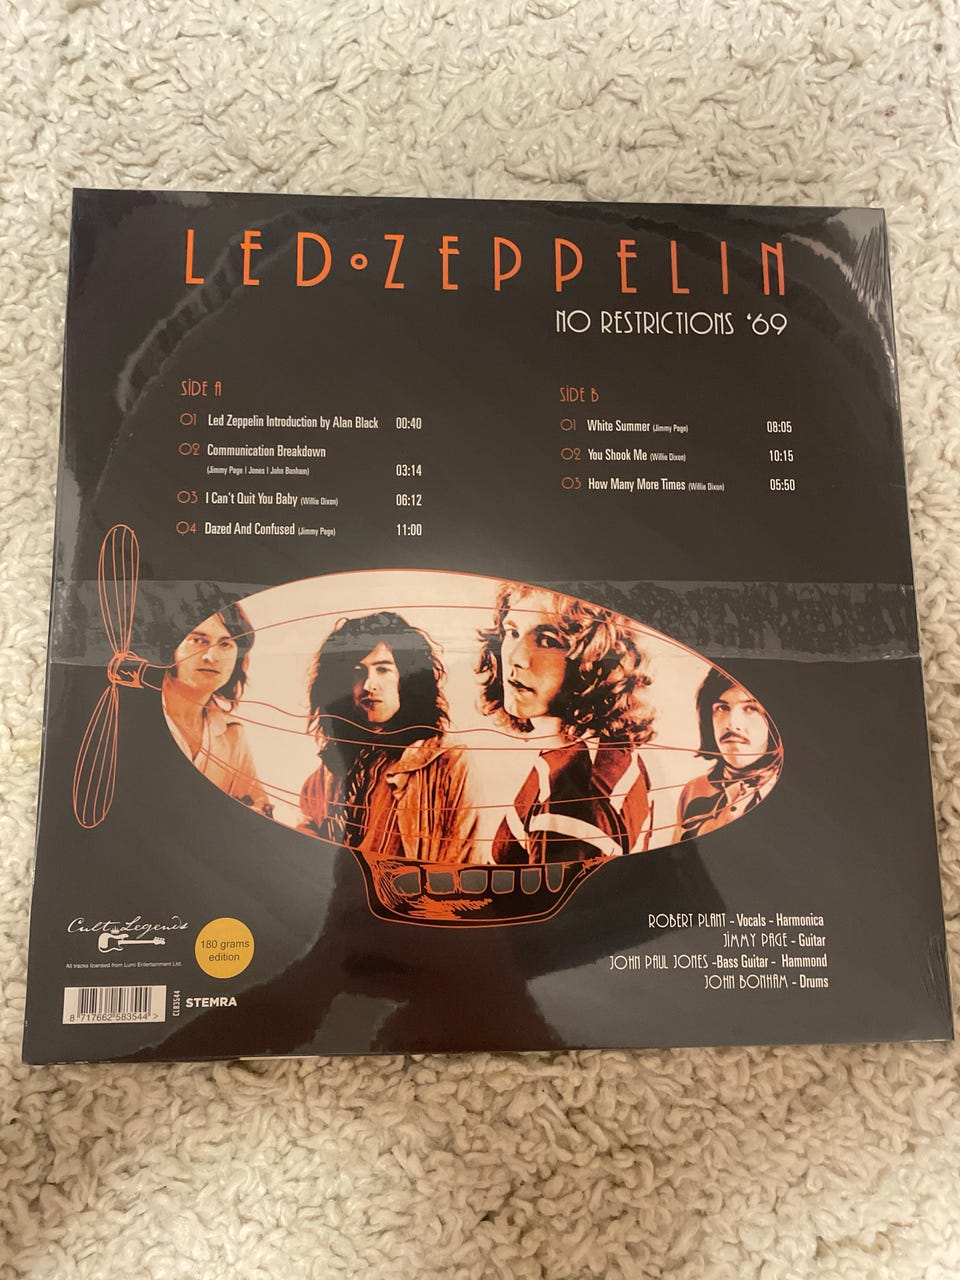 LED ZEPPELIN
NO RESTRICTIONS '69
SIDE A
01 Led Zeppelin Introduction by Alan Black 00:40
02 Communication Breakdown
(Jimmy Page | Jones | John Bonham) 03:14
03 I Can't Quit You Baby (Willie Dixon) 06:12
04 Dazed And Confused (Jimmy Page) 11:00
SIDE B
01 White Summer (Jimmy Page) 08:05
02 You Shook Me (Willie Dixon) 10:15
03 How Many More Times (Willie Dixon) 05:50
ROBERT PLANT - Vocals - Harmonica
JIMMY PAGE - Guitar
JOHN PAUL JONES -Bass Guitar - Hammond
JOHN BONHAM - Drums
Cult Legends
All tracks licensed from Lumi Entertainment Ltd.
180 grams
edition
8 717662 583544 >
CL83544
STEMRA